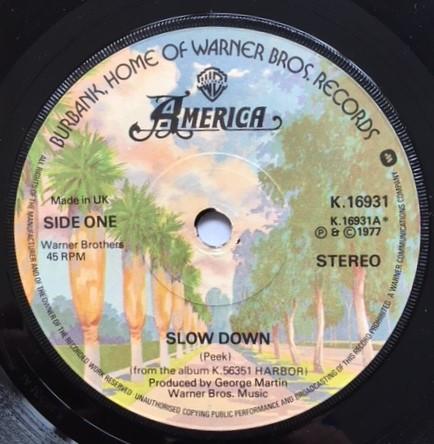 BURBANK, HOME OF WARNER BROS. RECORDS
AMERICA
Made in UK
SIDE ONE
Warner Brothers
45 RPM
K.16931
K.16931A*
Ⓟ & © 1977
STEREO
SLOW DOWN
(Peek)
(from the album K.56351 HARBOR)
Produced by George Martin
Warner Bros. Music
ALL RIGHTS OF THE MANUFACTURER AND OF THE OWNER OF THE RECORDED WORK RESERVED. UNAUTHORISED COPYING PUBLIC PERFORMANCE AND BROADCASTING OF THIS RECORD PROHIBITED. A WARNER COMMUNICATIONS COMPANY